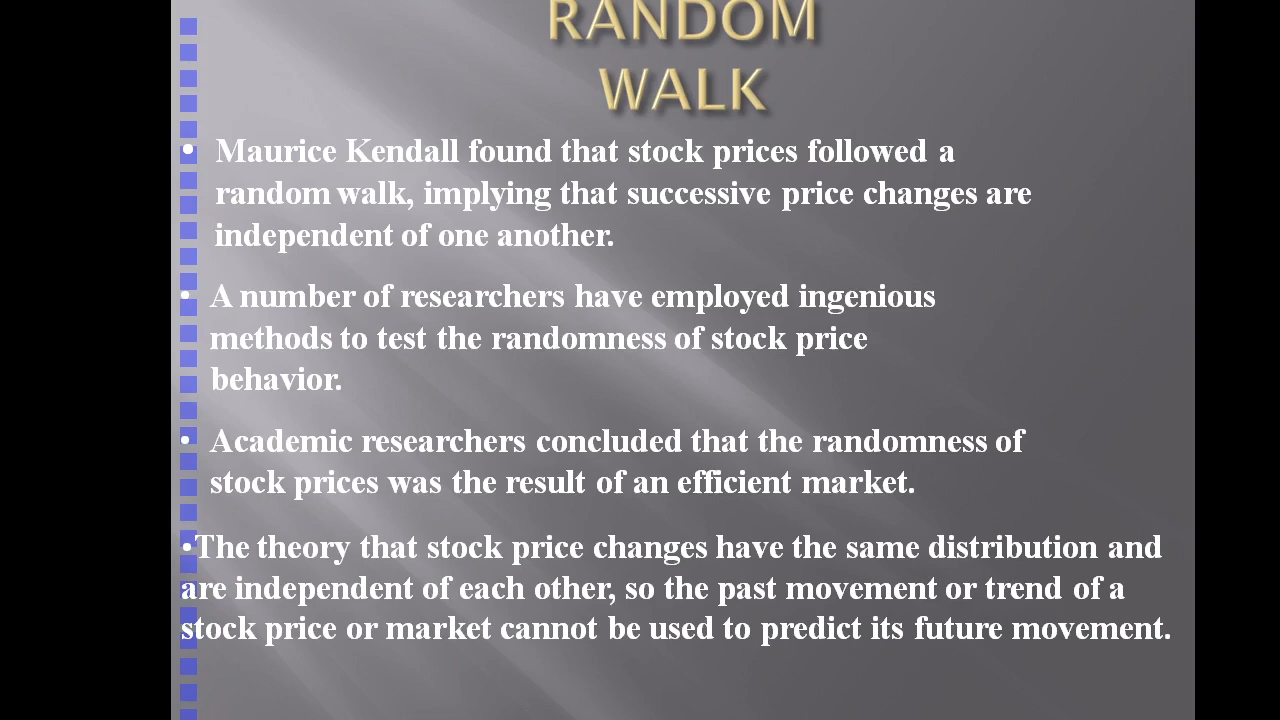 RANDOM
WALK
• Maurice Kendall found that stock prices followed a
random walk, implying that successive price changes are
independent of one another.
• A number of researchers have employed ingenious
methods to test the randomness of stock price
behavior.
• Academic researchers concluded that the randomness of
stock prices was the result of an efficient market.
•The theory that stock price changes have the same distribution and
are independent of each other, so the past movement or trend of a
stock price or market cannot be used to predict its future movement.